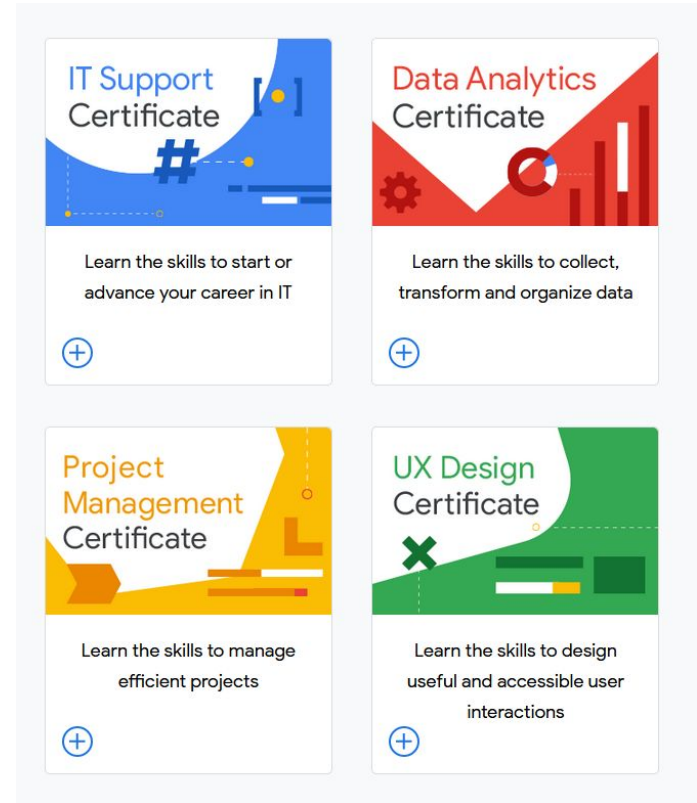 IT Support
Certificate
Learn the skills to start or
advance your career in IT
Data Analytics
Certificate
Learn the skills to collect,
transform and organize data
Project
Management
Certificate
Learn the skills to manage
efficient projects
UX Design
Certificate
Learn the skills to design
useful and accessible user
interactions